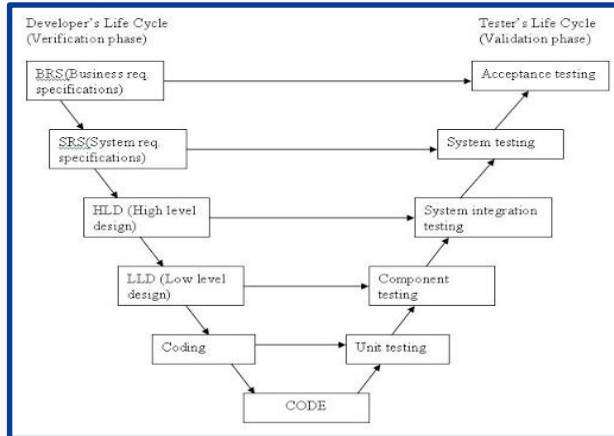 Developer's Life Cycle
(Verification phase)
Tester's Life Cycle
(Validation phase)
BRS(Business req.
specifications)
Acceptance testing
SRS(System req.
specifications)
System testing
HLD (High level
design)
System integration
testing
LLD (Low level
design)
Component
testing
Coding
Unit testing
CODE